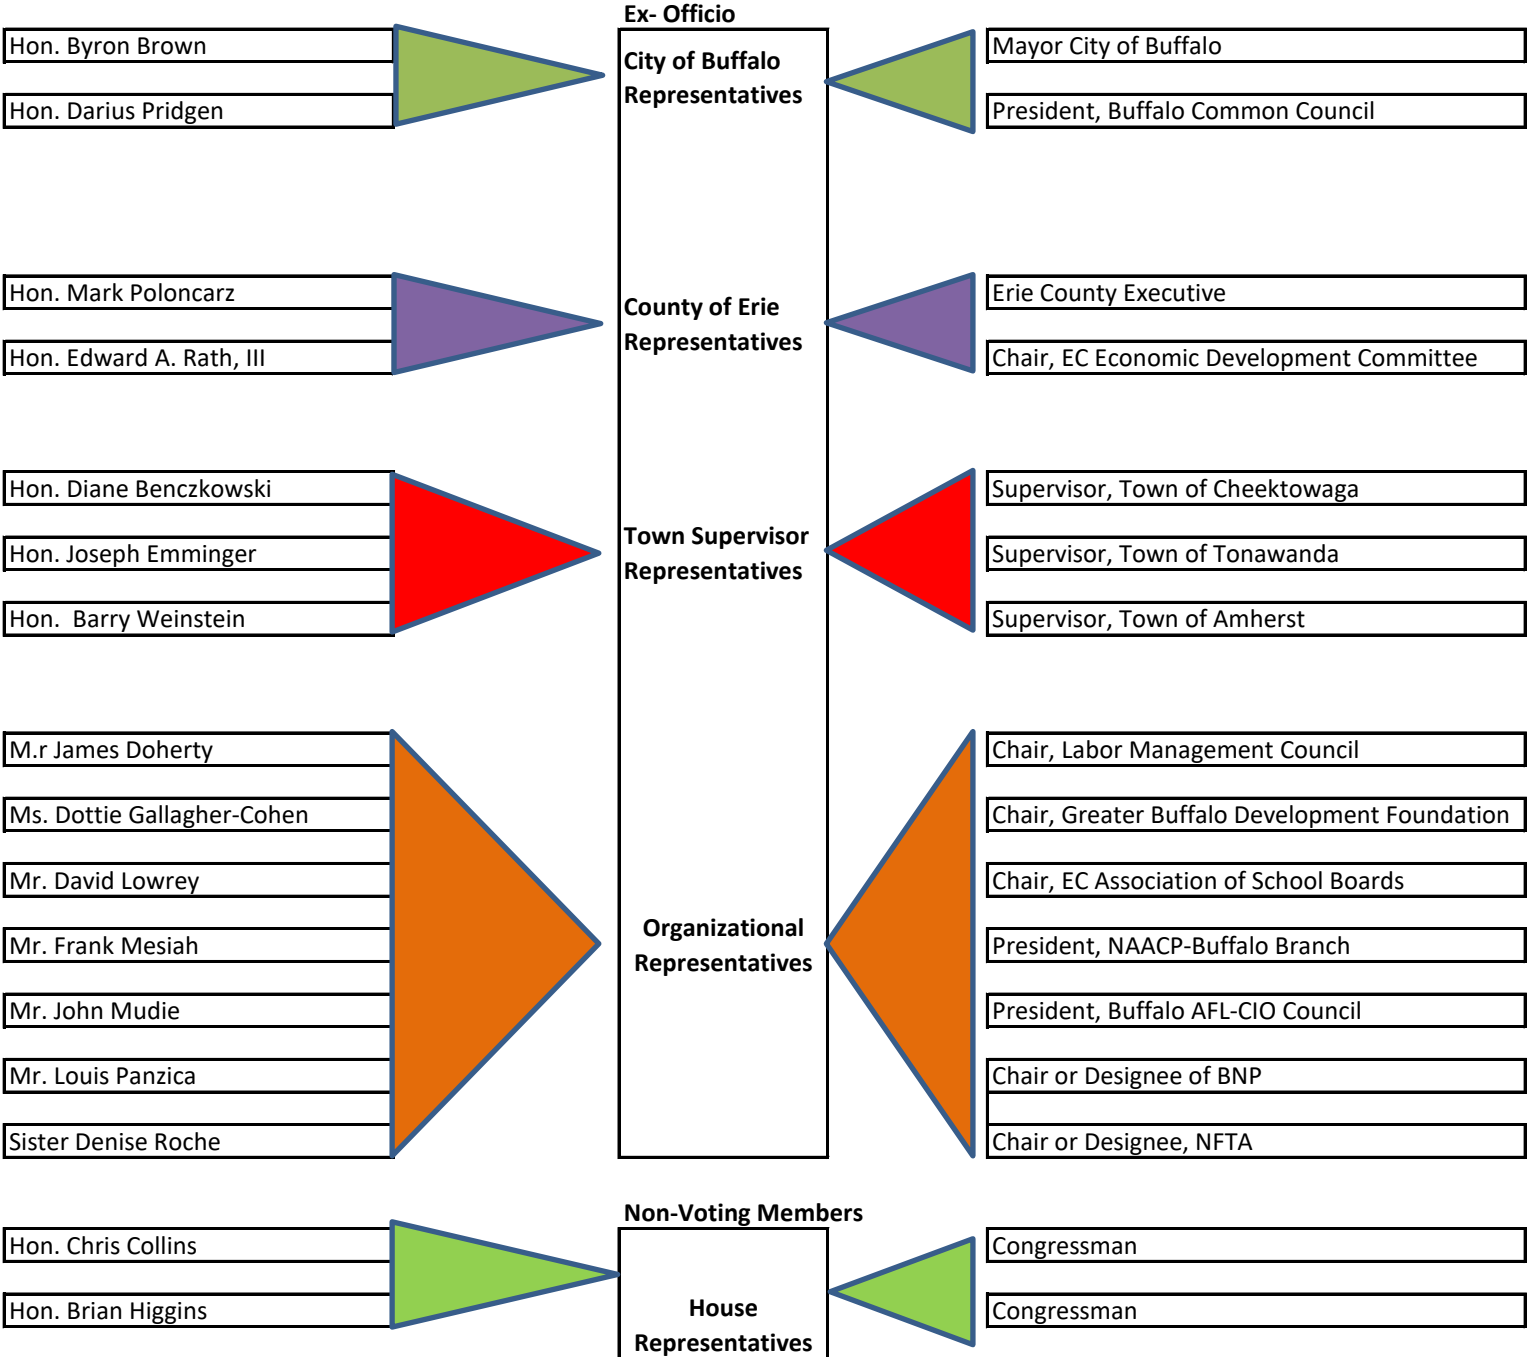 Ex- Officio
Hon. Byron Brown
City of Buffalo
Representatives
Mayor City of Buffalo
Hon. Darius Pridgen
President, Buffalo Common Council
Hon. Mark Poloncarz
County of Erie
Representatives
Erie County Executive
Hon. Edward A. Rath, III
Chair, EC Economic Development Committee
Hon. Diane Benczkowski
Supervisor, Town of Cheektowaga
Hon. Joseph Emminger
Town Supervisor
Representatives
Supervisor, Town of Tonawanda
Hon.  Barry Weinstein
Supervisor, Town of Amherst
M.r James Doherty
Chair, Labor Management Council
Ms. Dottie Gallagher-Cohen
Chair, Greater Buffalo Development Foundation
Mr. David Lowrey
Chair, EC Association of School Boards
Mr. Frank Mesiah
Organizational
Representatives
President, NAACP-Buffalo Branch
Mr. John Mudie
President, Buffalo AFL-CIO Council
Mr. Louis Panzica
Chair or Designee of BNP
Sister Denise Roche
Chair or Designee, NFTA
Non-Voting Members
Hon. Chris Collins
Congressman
Hon. Brian Higgins
House
Representatives
Congressman